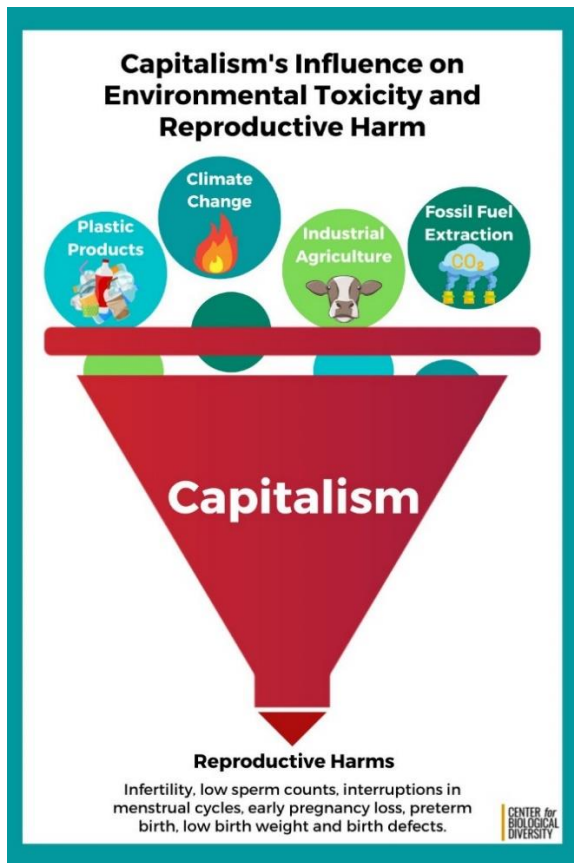 Capitalism's Influence on
Environmental Toxicity and
Reproductive Harm
Plastic
Products
Climate
Change
Industrial
Agriculture
Fossil Fuel
Extraction
CO₂
Capitalism
Reproductive Harms
Infertility, low sperm counts, interruptions in
menstrual cycles, early pregnancy loss, preterm
birth, low birth weight and birth defects.
CENTER for
BIOLOGICAL
DIVERSITY